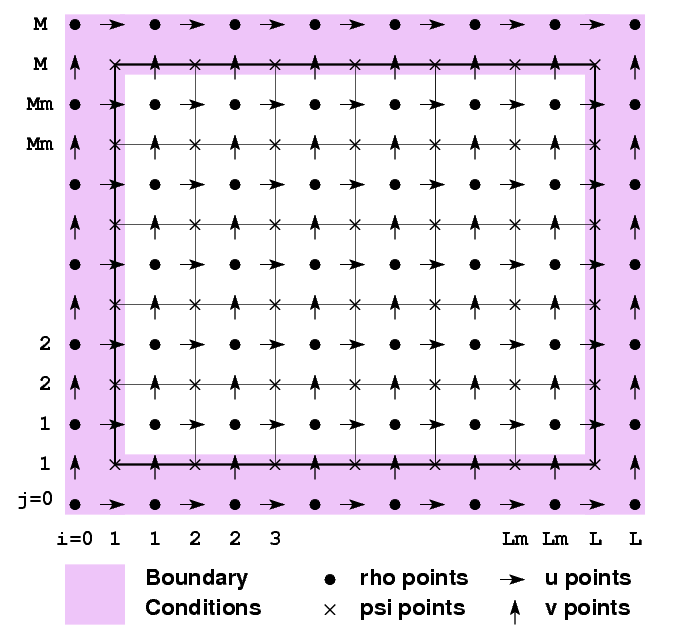 M
M
Mm
Mm
2
2
1
1
j=0
i=0 1 1 2 2 3 Lm Lm L L
Boundary Conditions
rho points
psi points
u points
v points